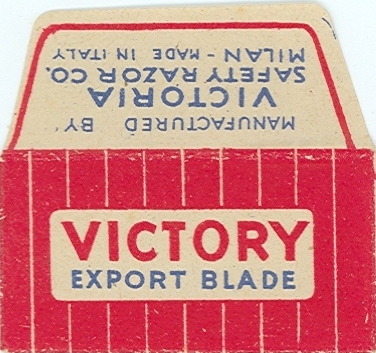 MANUFACTURED BY
VICTORIA
SAFETY RAZOR CO.
MILAN - MADE IN ITALY
VICTORY
EXPORT BLADE